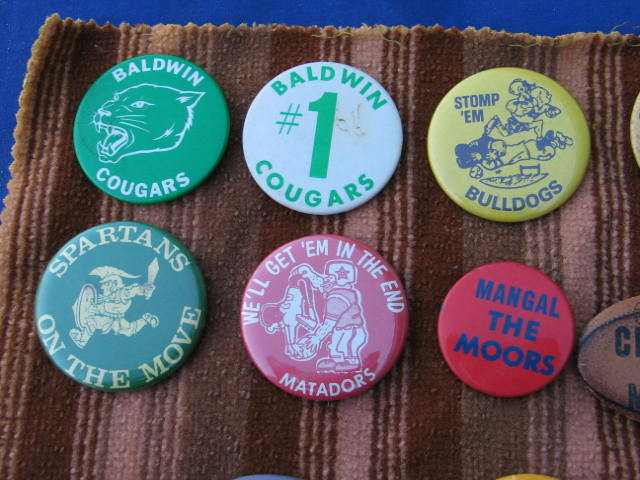 BALDWIN
COUGARS
BALDWIN
#1
COUGARS
STOMP
'EM
BULLDOGS
SPARTANS
ON THE MOVE
WE'LL GET 'EM IN THE END
MATADORS
MANGAL
THE
MOORS